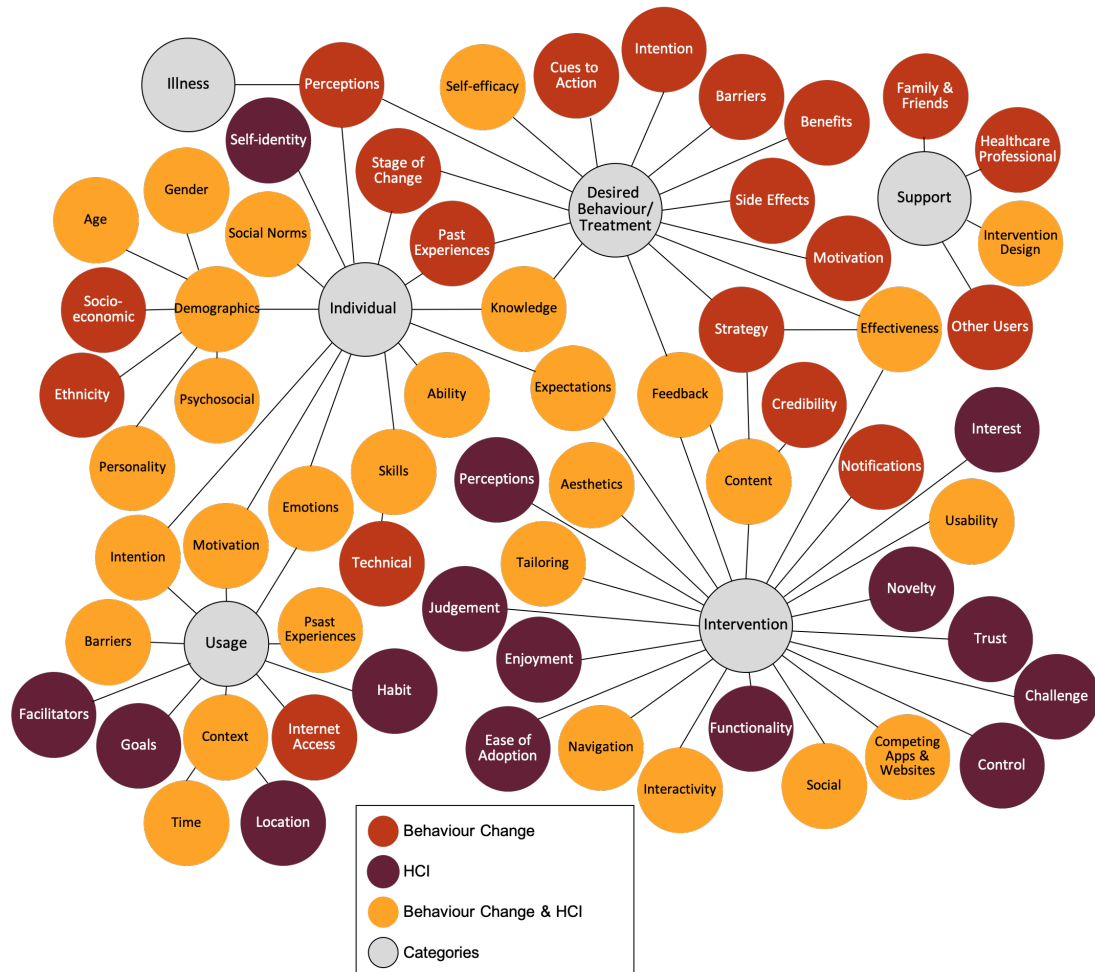 Intention
Cues to
Action
Illness
Perceptions
Self-efficacy
Barriers
Family &
Friends
Benefits
Self-identity
Healthcare
Professional
Stage of
Change
Gender
Desired
Behaviour/
Treatment
Side Effects
Support
Age
Social Norms
Past
Experiences
Intervention
Design
Motivation
Socio-
economic
Demographics
Individual
Knowledge
Strategy
Effectiveness
Other Users
Ethnicity
Psychosocial
Ability
Expectations
Feedback
Credibility
Interest
Personality
Skills
Perceptions
Aesthetics
Content
Notifications
Emotions
Usability
Intention
Motivation
Technical
Tailoring
Novelty
Judgement
Intervention
Barriers
Usage
Psast
Experiences
Enjoyment
Trust
Facilitators
Habit
Challenge
Goals
Context
Internet
Access
Ease of
Adoption
Navigation
Functionality
Competing
Apps &
Websites
Control
Interactivity
Social
Time
Location
Behaviour Change
HCI
Behaviour Change & HCI
Categories